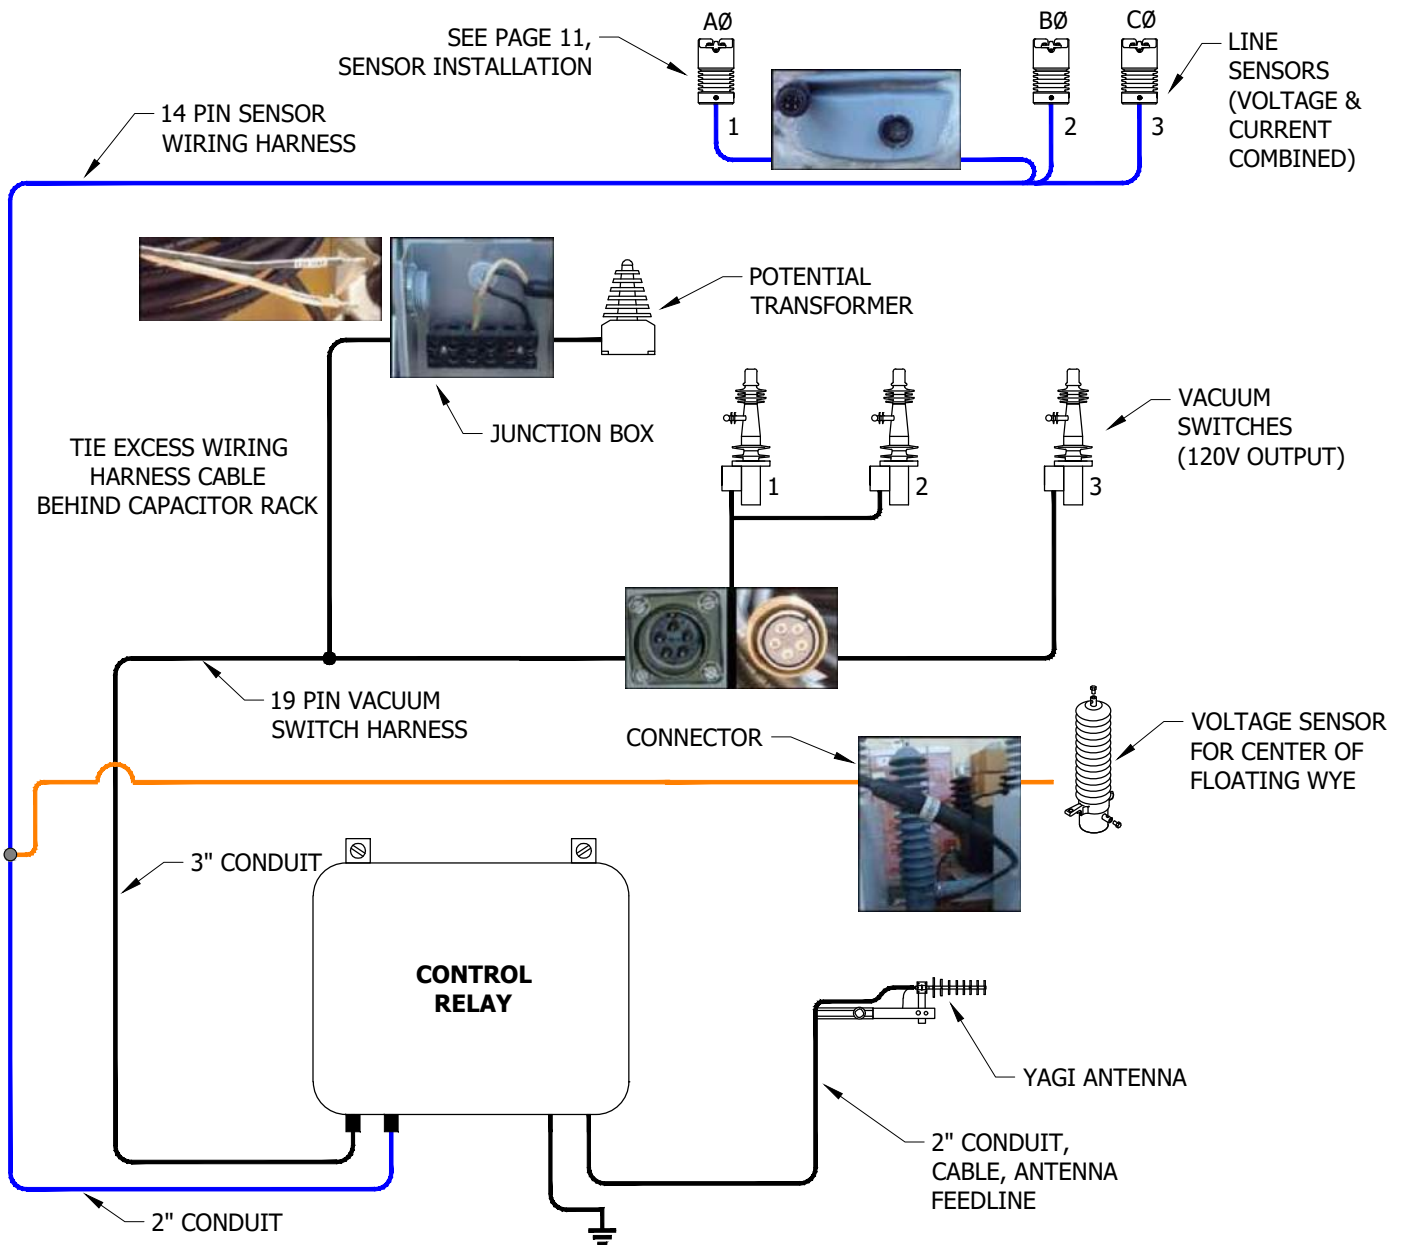 AØ
BØ
CØ
SEE PAGE 11,
SENSOR INSTALLATION
LINE
SENSORS
(VOLTAGE &
CURRENT
COMBINED)
1
2
3
14 PIN SENSOR
WIRING HARNESS
POTENTIAL
TRANSFORMER
JUNCTION BOX
VACUUM
SWITCHES
(120V OUTPUT)
TIE EXCESS WIRING
HARNESS CABLE
BEHIND CAPACITOR RACK
1
2
3
19 PIN VACUUM
SWITCH HARNESS
CONNECTOR
VOLTAGE SENSOR
FOR CENTER OF
FLOATING WYE
3" CONDUIT
CONTROL
RELAY
YAGI ANTENNA
2" CONDUIT,
CABLE, ANTENNA
FEEDLINE
2" CONDUIT